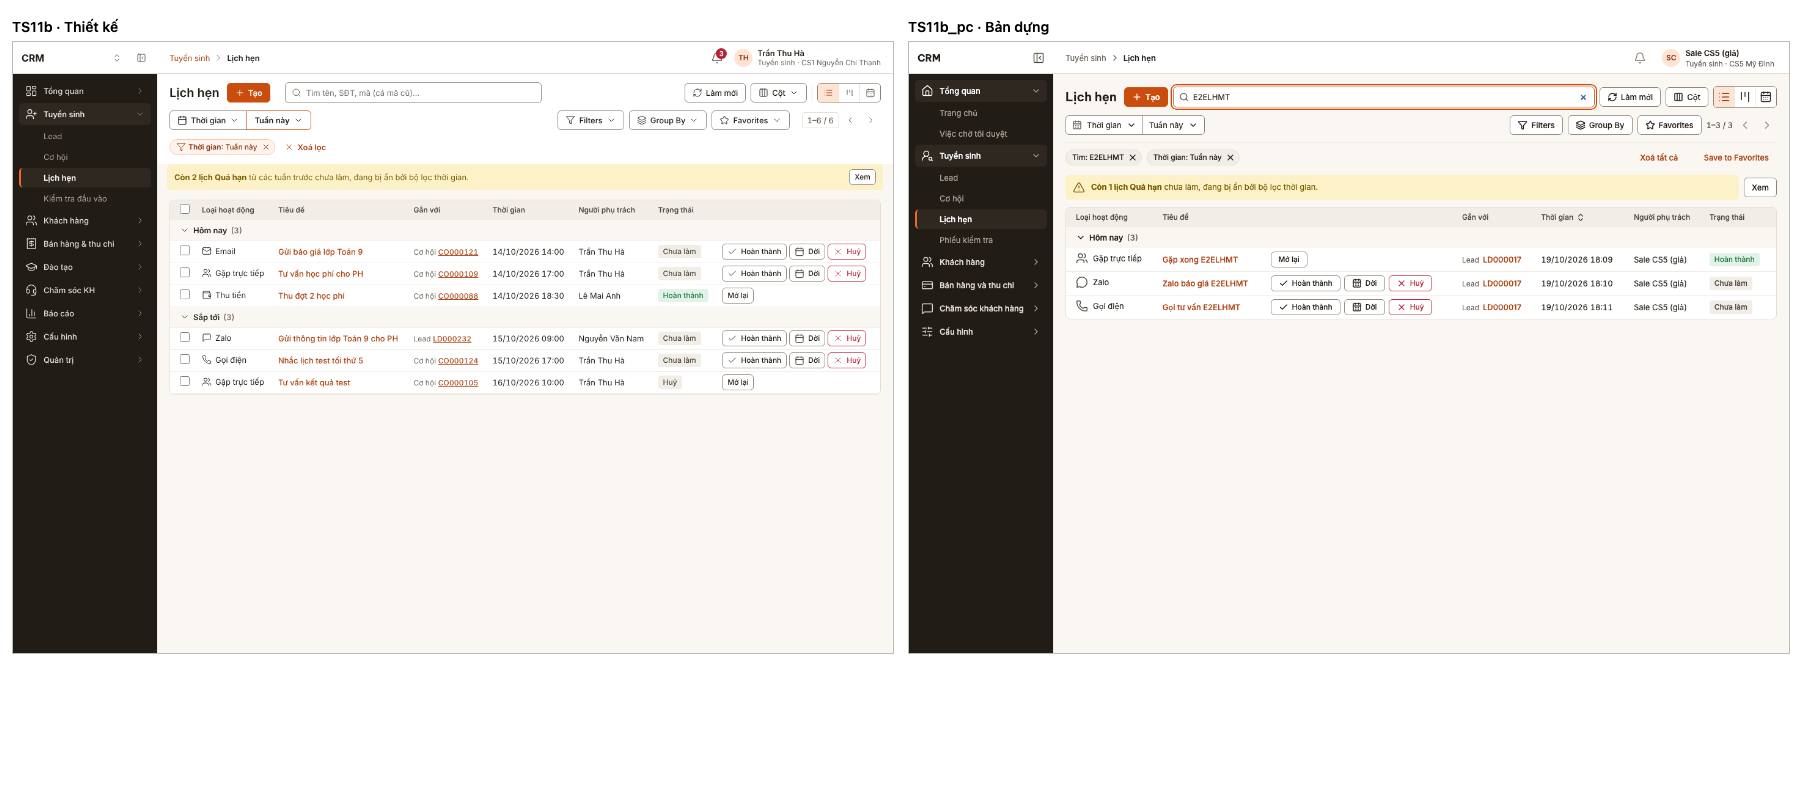 TS11b · Thiết kế
CRM
Tuyển sinh > Lịch hẹn
3
TH
Trần Thu Hà
Tuyển sinh · CS1 Nguyễn Chí Thanh
Tổng quan
Tuyển sinh
Lead
Cơ hội
Lịch hẹn
Kiểm tra đầu vào
Khách hàng
Bán hàng & thu chi
Đào tạo
Chăm sóc KH
Báo cáo
Cấu hình
Quản trị
Lịch hẹn
+ Tạo
Tìm tên, SĐT, mã (cả mã cũ)...
Làm mới
Cột
Thời gian
Tuần này
Filters
Group By
Favorites
1–6 / 6
Thời gian: Tuần này
Xoá lọc
Còn 2 lịch Quá hạn từ các tuần trước chưa làm, đang bị ẩn bởi bộ lọc thời gian.
Xem
Loại hoạt động Tiêu đề Gắn với Thời gian Người phụ trách Trạng thái
Hôm nay (3)
Email Gửi báo giá lớp Toán 9 Cơ hội CO000121 14/10/2026 14:00 Trần Thu Hà Chưa làm Hoàn thành Dời Huỷ
Gặp trực tiếp Tư vấn học phí cho PH Cơ hội CO000109 14/10/2026 17:00 Trần Thu Hà Chưa làm Hoàn thành Dời Huỷ
Thu tiền Thu đợt 2 học phí Cơ hội CO000088 14/10/2026 18:30 Lê Mai Anh Hoàn thành Mở lại
Sắp tới (3)
Zalo Gửi thông tin lớp Toán 9 cho PH Lead LD000232 15/10/2026 09:00 Nguyễn Văn Nam Chưa làm Hoàn thành Dời Huỷ
Gọi điện Nhắc lịch test tối thứ 5 Cơ hội CO000124 15/10/2026 17:00 Trần Thu Hà Chưa làm Hoàn thành Dời Huỷ
Gặp trực tiếp Tư vấn kết quả test Cơ hội CO000105 16/10/2026 10:00 Trần Thu Hà Huỷ Mở lại
TS11b_pc · Bản dựng
CRM
Tuyển sinh > Lịch hẹn
SC
Sale CS5 (giả)
Tuyển sinh · CS5 Mỹ Đình
Tổng quan
Trang chủ
Việc chờ tôi duyệt
Tuyển sinh
Lead
Cơ hội
Lịch hẹn
Phiếu kiểm tra
Khách hàng
Bán hàng và thu chi
Chăm sóc khách hàng
Cấu hình
Lịch hẹn
+ Tạo
E2ELHMT
Làm mới
Cột
Thời gian
Tuần này
Filters
Group By
Favorites
1–3 / 3
Tìm: E2ELHMT
Thời gian: Tuần này
Xoá tất cả
Save to Favorites
Còn 1 lịch Quá hạn chưa làm, đang bị ẩn bởi bộ lọc thời gian.
Xem
Loại hoạt động Tiêu đề Gắn với Thời gian Người phụ trách Trạng thái
Hôm nay (3)
Gặp trực tiếp Gặp xong E2ELHMT Mở lại Lead LD000017 19/10/2026 18:09 Sale CS5 (giả) Hoàn thành
Zalo Zalo báo giá E2ELHMT Hoàn thành Dời Huỷ Lead LD000017 19/10/2026 18:10 Sale CS5 (giả) Chưa làm
Gọi điện Gọi tư vấn E2ELHMT Hoàn thành Dời Huỷ Lead LD000017 19/10/2026 18:11 Sale CS5 (giả) Chưa làm